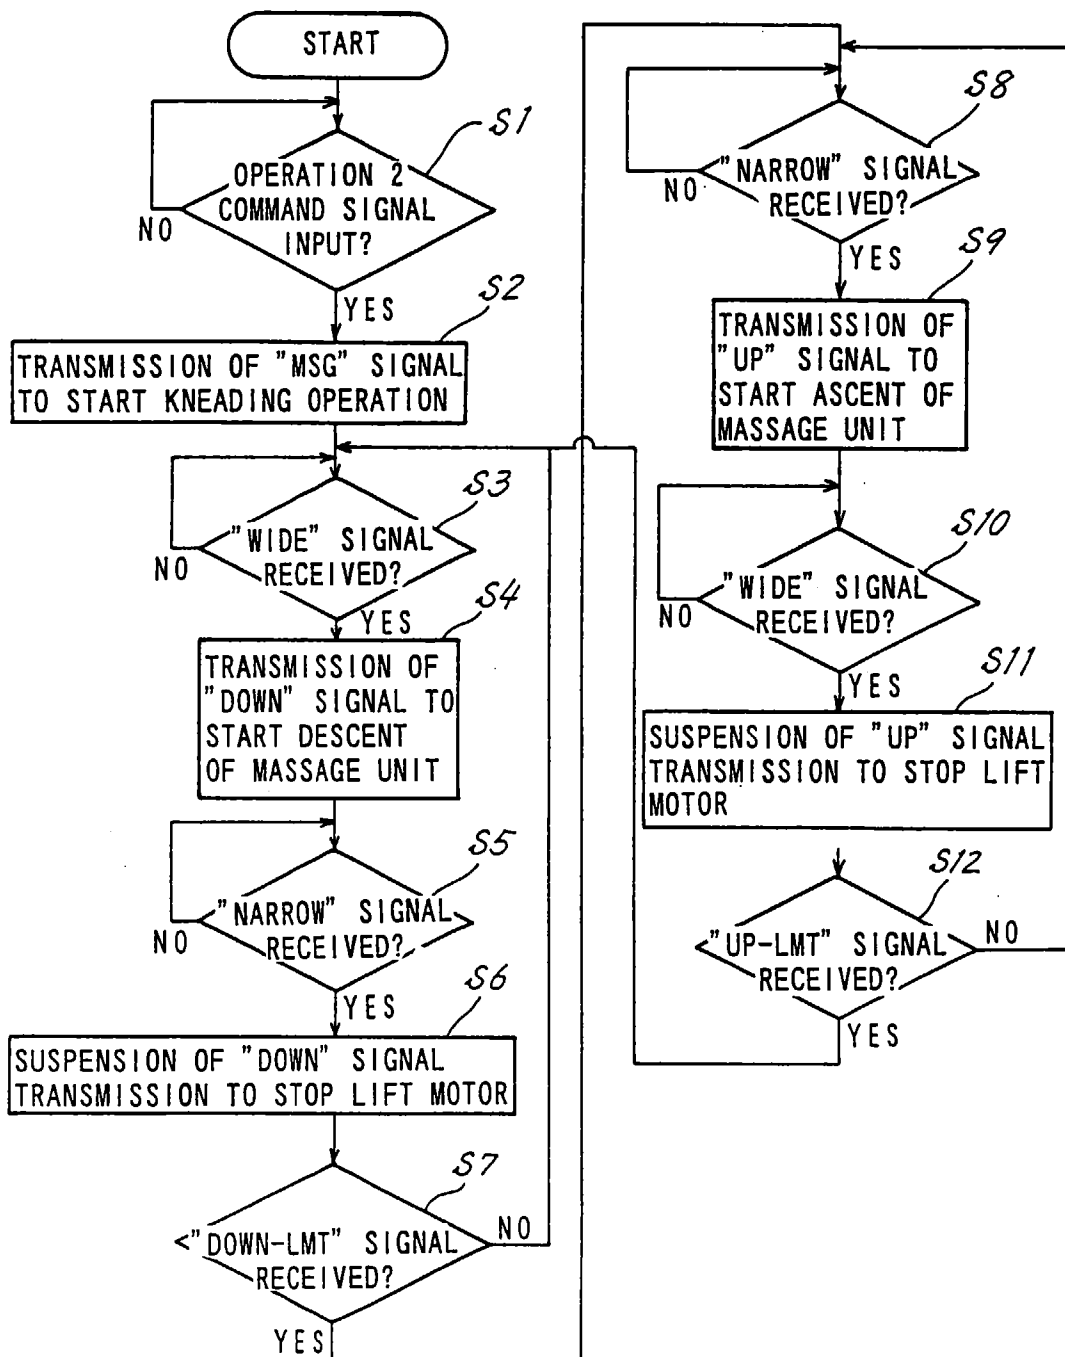 START
S1
OPERATION 2
COMMAND SIGNAL
INPUT?
NO
YES
S2
TRANSMISSION OF "MSG" SIGNAL
TO START KNEADING OPERATION
S3
"WIDE" SIGNAL
RECEIVED?
NO
YES
S4
TRANSMISSION OF
"DOWN" SIGNAL TO
START DESCENT
OF MASSAGE UNIT
S5
"NARROW" SIGNAL
RECEIVED?
NO
YES
S6
SUSPENSION OF "DOWN" SIGNAL
TRANSMISSION TO STOP LIFT MOTOR
S7
"DOWN-LMT" SIGNAL
RECEIVED?
NO
YES
S8
"NARROW" SIGNAL
RECEIVED?
NO
YES
S9
TRANSMISSION OF
"UP" SIGNAL TO
START ASCENT OF
MASSAGE UNIT
S10
"WIDE" SIGNAL
RECEIVED?
NO
YES
S11
SUSPENSION OF "UP" SIGNAL
TRANSMISSION TO STOP LIFT
MOTOR
S12
"UP-LMT" SIGNAL
RECEIVED?
NO
YES